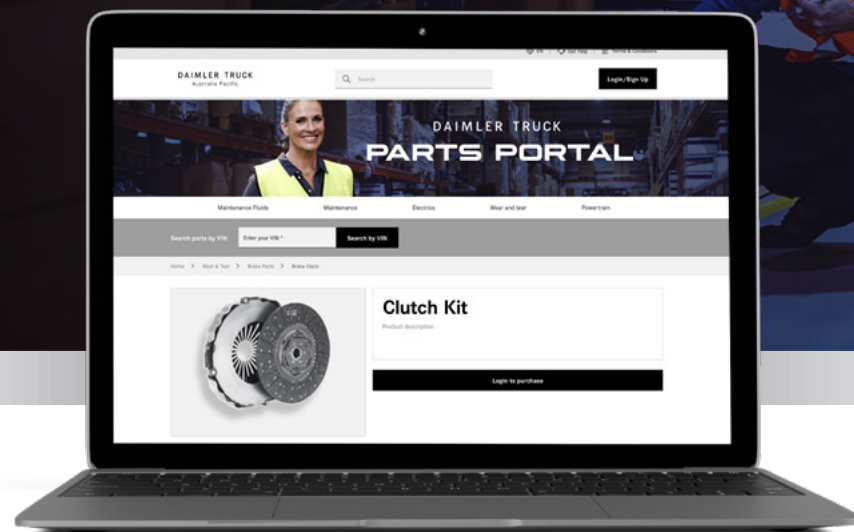 EN | Get Help | Terms & Conditions
DAIMLER TRUCK
Australia Pacific
Search
Login/Sign Up
DAIMLER TRUCK
PARTS PORTAL
Maintenance Fluids Maintenance Electrics Wear and tear Powertrain
Search parts by VIN Enter your VIN * Search by VIN
Home > Wear & Tear > Brake Parts > Brake Discs
Clutch Kit
Product description
Login to purchase